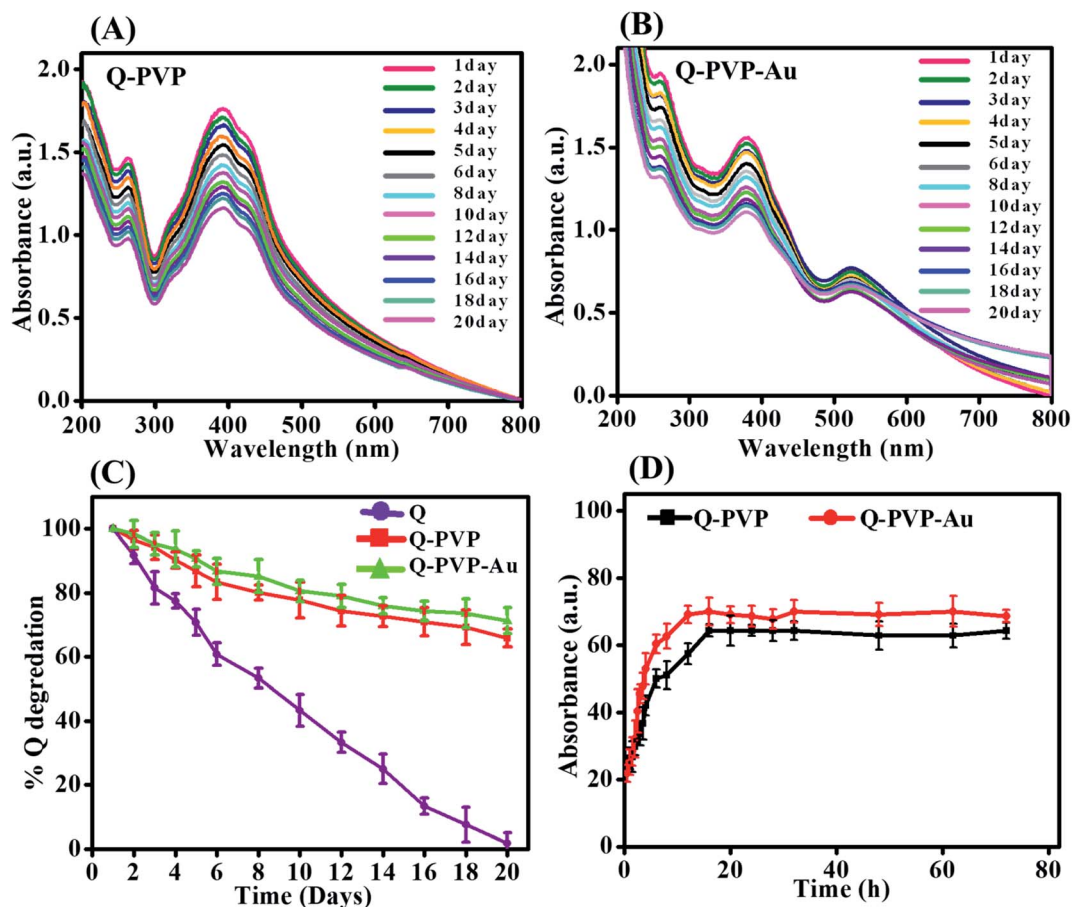 (A)
Q-PVP
Absorbance (a.u.)
2.0
1.5
1.0
0.5
0.0
200 300 400 500 600 700 800
Wavelength (nm)
1day
2day
3day
4day
5day
6day
8day
10day
12day
14day
16day
18day
20day
(B)
Q-PVP-Au
Absorbance (a.u.)
2.0
1.5
1.0
0.5
0.0
200 300 400 500 600 700 800
Wavelength (nm)
1day
2day
3day
4day
5day
6day
8day
10day
12day
14day
16day
18day
20day
(C)
% Q degredation
100
80
60
40
20
0
0 2 4 6 8 10 12 14 16 18 20
Time (Days)
Q
Q-PVP
Q-PVP-Au
(D)
Absorbance (a.u.)
100
80
60
40
20
0
0 20 40 60 80
Time (h)
Q-PVP Q-PVP-Au